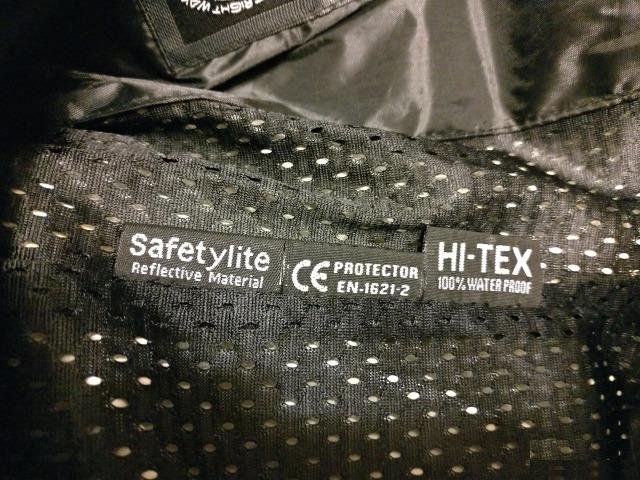 Safetylite
Reflective Material
CE PROTECTOR
EN-1621-2
HI-TEX
100% WATER PROOF